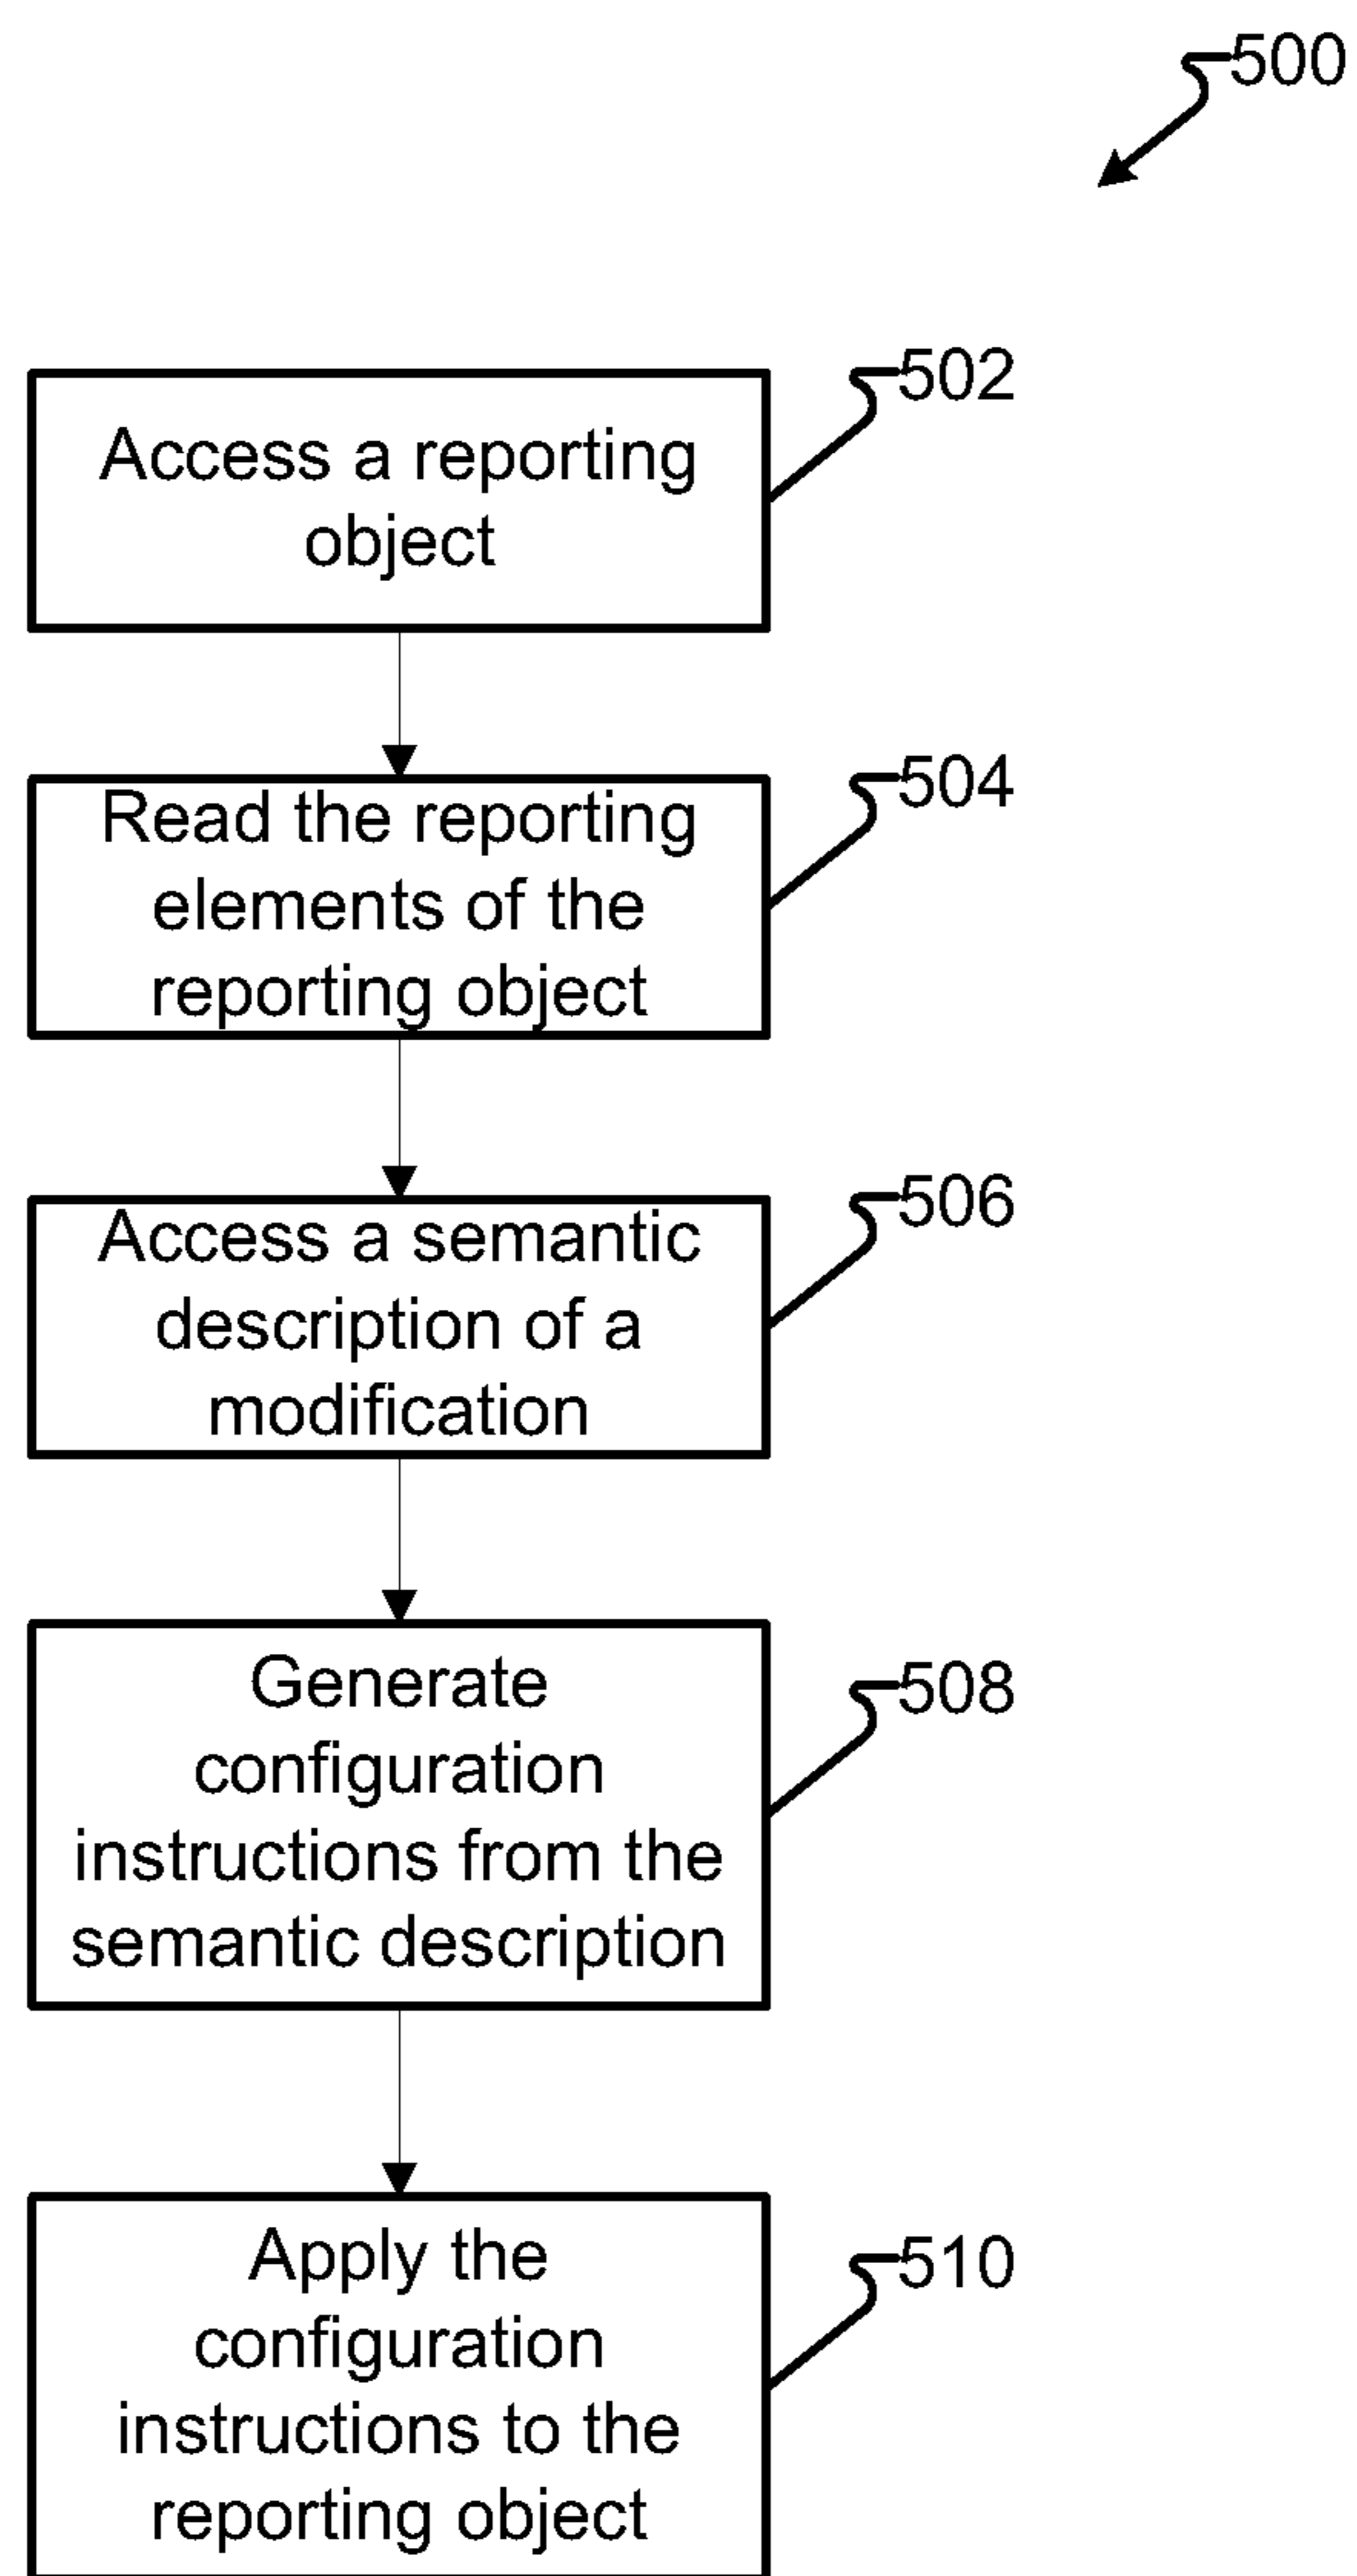 500
502
Access a reporting
object
504
Read the reporting
elements of the
reporting object
506
Access a semantic
description of a
modification
508
Generate
configuration
instructions from the
semantic description
510
Apply the
configuration
instructions to the
reporting object